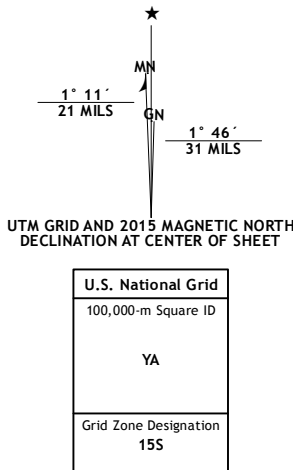 ★
MN
1° 11´
21 MILS
GN
1° 46´
31 MILS
UTM GRID AND 2015 MAGNETIC NORTH
DECLINATION AT CENTER OF SHEET
U.S. National Grid
100,000-m Square ID
YA
Grid Zone Designation
15S